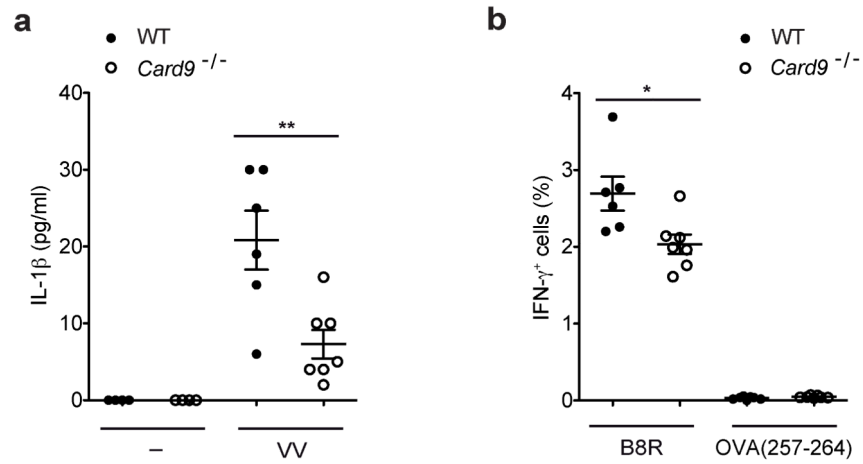 a
WT
Card9 -/-
40
30
20
10
0
IL-1β (pg/ml)
**
–
VV
b
WT
Card9 -/-
4
3
2
1
0
IFN-γ+ cells (%)
*
B8R
OVA(257-264)